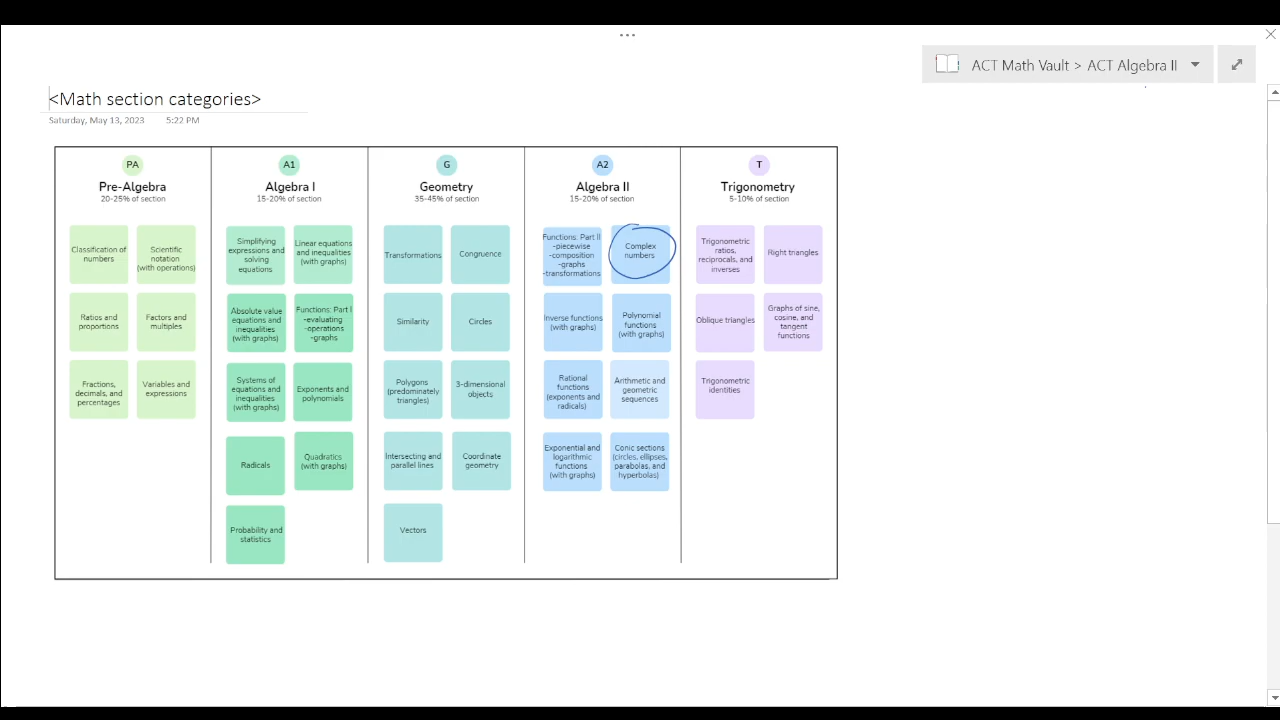 ACT Math Vault > ACT Algebra II
<Math section categories>
Saturday, May 13, 2023 5:22 PM
PA
Pre-Algebra
20-25% of section
Classification of
numbers
Scientific
notation
(with operations)
Ratios and
proportions
Factors and
multiples
Fractions,
decimals, and
percentages
Variables and
expressions
A1
Algebra I
15-20% of section
Simplifying
expressions and
solving
equations
Linear equations
and inequalities
(with graphs)
Absolute value
equations and
inequalities
(with graphs)
Functions: Part I
-evaluating
-operations
-graphs
Systems of
equations and
inequalities
(with graphs)
Exponents and
polynomials
Radicals
Quadratics
(with graphs)
Probability and
statistics
G
Geometry
35-45% of section
Transformations
Congruence
Similarity
Circles
Polygons
(predominately
triangles)
3-dimensional
objects
Intersecting and
parallel lines
Coordinate
geometry
Vectors
A2
Algebra II
15-20% of section
Functions: Part II
-piecewise
-composition
-graphs
-transformations
Complex
numbers
Inverse functions
(with graphs)
Polynomial
functions
(with graphs)
Rational
functions
(exponents and
radicals)
Arithmetic and
geometric
sequences
Exponential and
logarithmic
functions
(with graphs)
Conic sections
(circles, ellipses,
parabolas, and
hyperbolas)
T
Trigonometry
5-10% of section
Trigonometric
ratios,
reciprocals, and
inverses
Right triangles
Oblique triangles
Graphs of sine,
cosine, and
tangent
functions
Trigonometric
identities